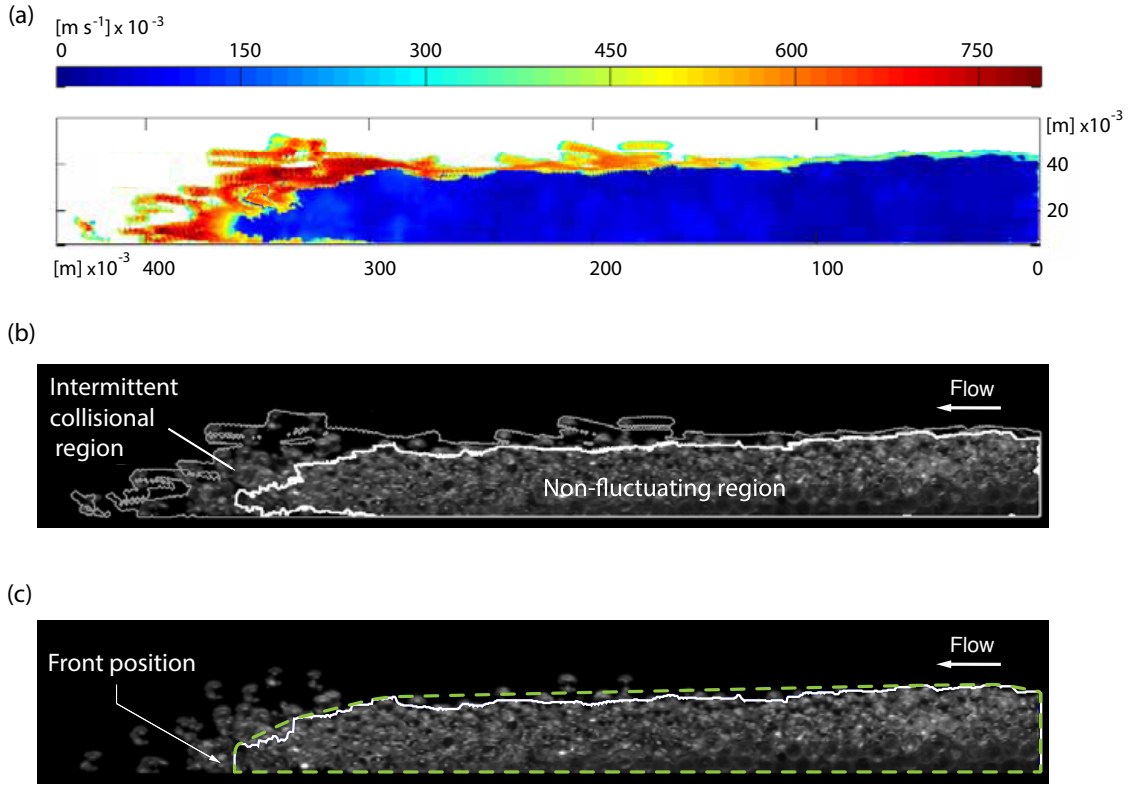 (a)
[m s⁻¹] x 10 ⁻³
0 150 300 450 600 750
[m] x10⁻³
40
20
[m] x10⁻³ 400 300 200 100 0
(b)
Intermittent
collisional
region
Flow
Non-fluctuating region
(c)
Flow
Front position